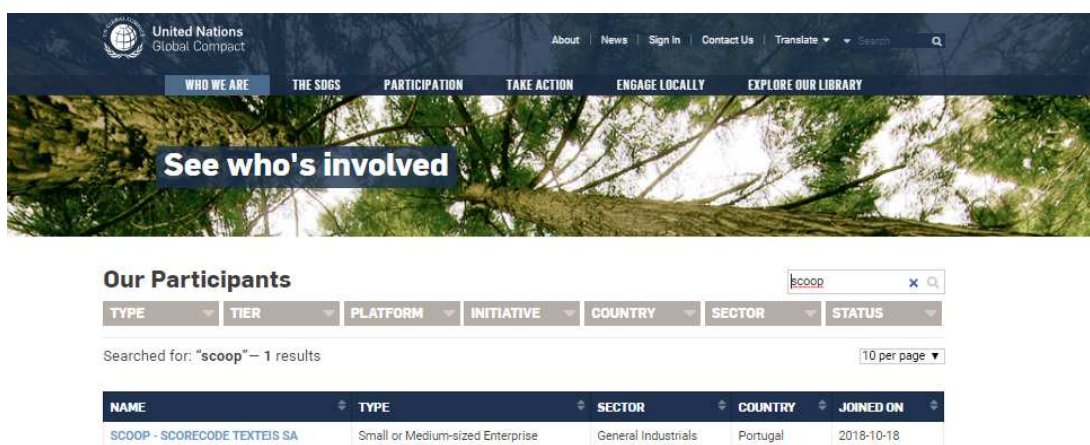 United Nations
Global Compact
About | News | Sign In | Contact Us | Translate Search
WHO WE ARE THE SDGS PARTICIPATION TAKE ACTION ENGAGE LOCALLY EXPLORE OUR LIBRARY
See who's involved
Our Participants
scoop
TYPE TIER PLATFORM INITIATIVE COUNTRY SECTOR STATUS
Searched for: "scoop"— 1 results 10 per page
NAME TYPE SECTOR COUNTRY JOINED ON
SCOOP - SCORECODE TEXTEIS SA Small or Medium-sized Enterprise General Industrials Portugal 2018-10-18